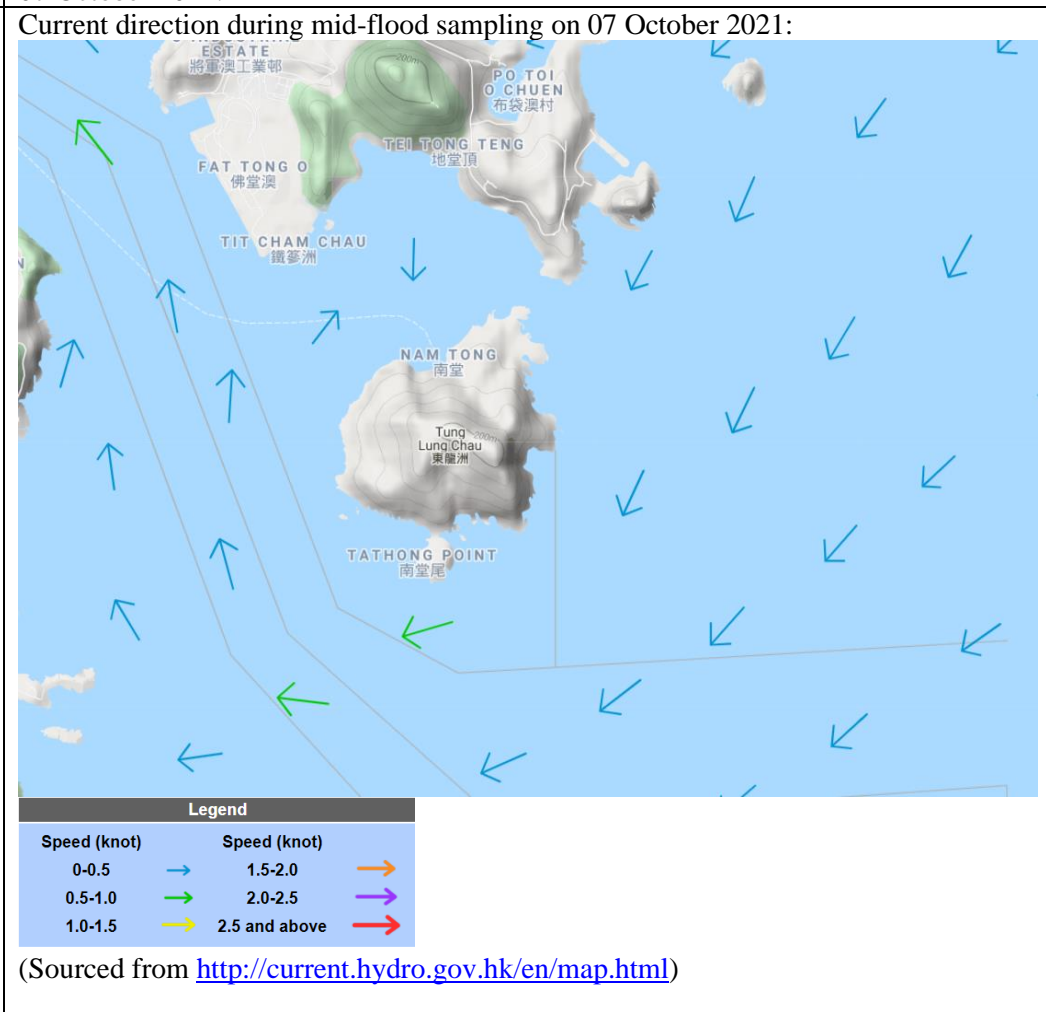 Current direction during mid-flood sampling on 07 October 2021:
ESTATE
將軍澳工業邨
200m
PO TOI
O CHUEN
布袋澳村
TEI TONG TENG
地堂頂
FAT TONG O
佛堂澳
TIT CHAM CHAU
鐵篸洲
N
NAM TONG
南堂
Tung
Lung Chau
東龍洲
200m
TATHONG POINT
南堂尾
Legend
Speed (knot) Speed (knot)
0-0.5 1.5-2.0
0.5-1.0 2.0-2.5
1.0-1.5 2.5 and above
(Sourced from http://current.hydro.gov.hk/en/map.html)